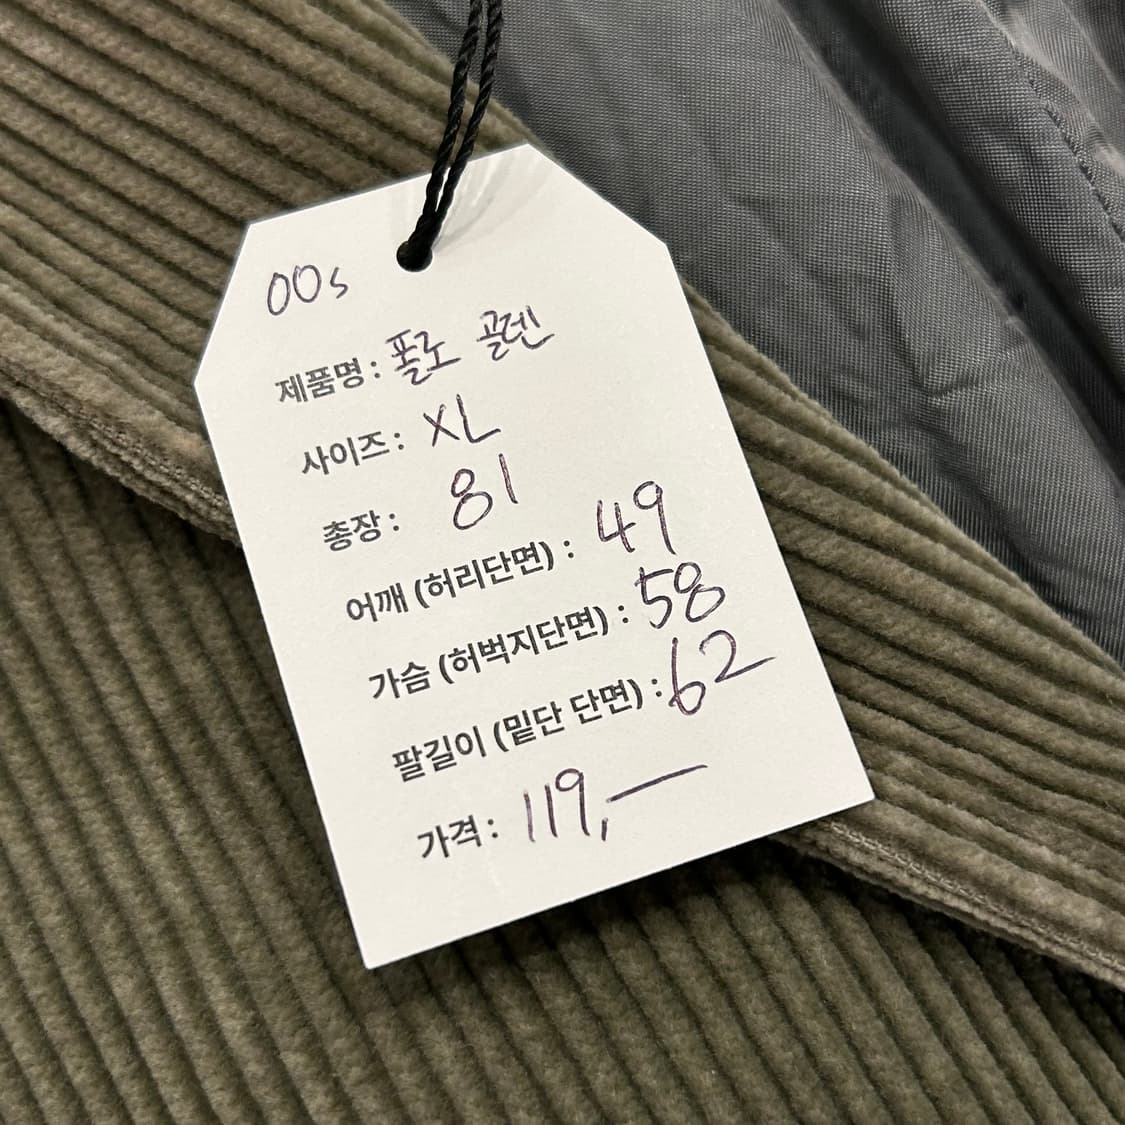 00s
제품명 : 폴로 골덴
사이즈 : XL
총장 : 81
어깨 (허리단면) : 49
가슴 (허벅지단면) : 58
팔길이 (밑단 단면) : 62
가격 : 119,—